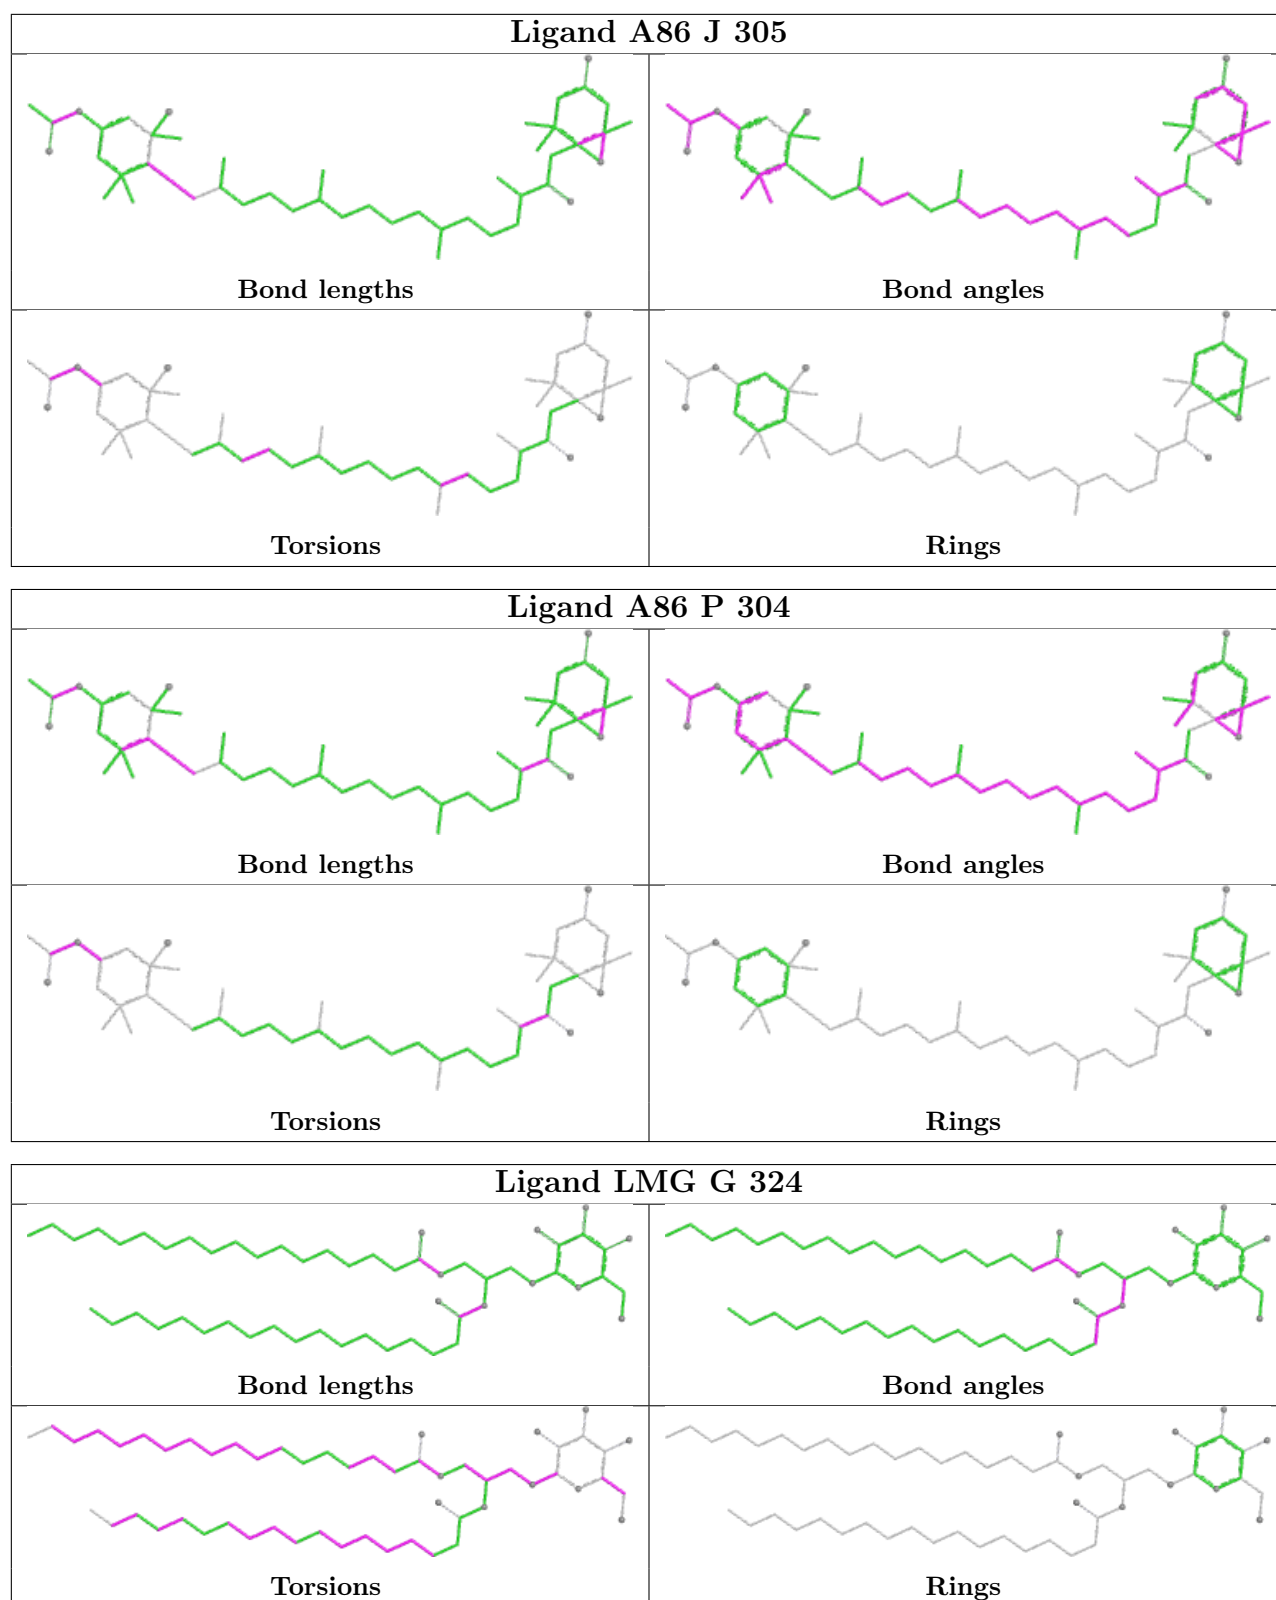 Ligand A86 J 305
Bond lengths
Bond angles
Torsions
Rings
Ligand A86 P 304
Bond lengths
Bond angles
Torsions
Rings
Ligand LMG G 324
Bond lengths
Bond angles
Torsions
Rings